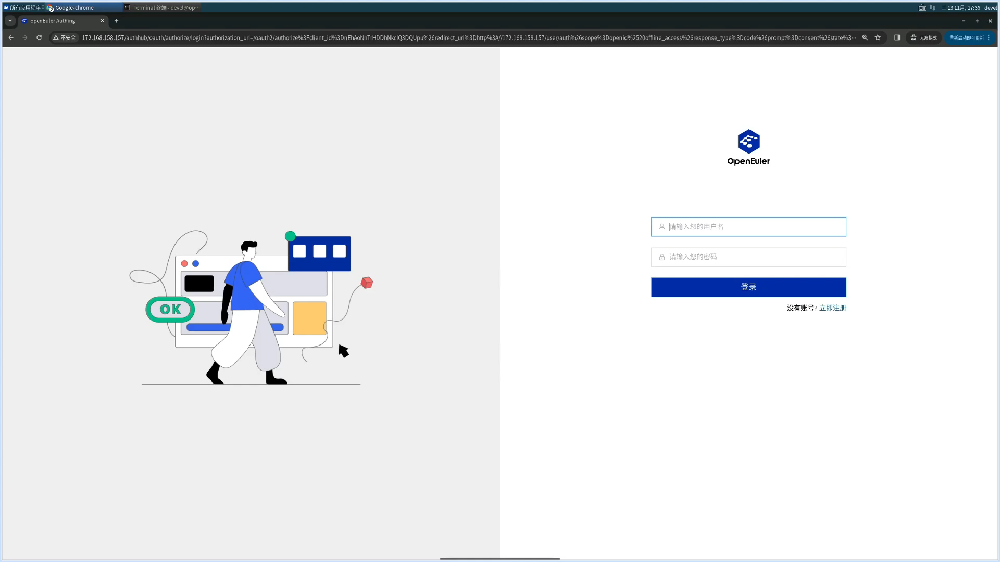 所有应用程序 Google-chrome Terminal 终端 - devel@op··· 三 13 11月, 17:36 devel
openEuler Authing
不安全 172.168.158.157/authhub/oauth/authorize/login?authorization_uri=/oauth2/authorize%3Fclient_id%3DnEhAoNnTrHDDhNkcIQ3DQUpu%26redirect_uri%3Dhttp%3A//172.168.158.157/user/auth%26scope%3Dopenid%2520offline_access%26response_type%3Dcode%26prompt%3Dconsent%26state%3··· 无痕模式 重新启动即可更新
OpenEuler
请输入您的用户名
请输入您的密码
登录
没有账号? 立即注册
OK